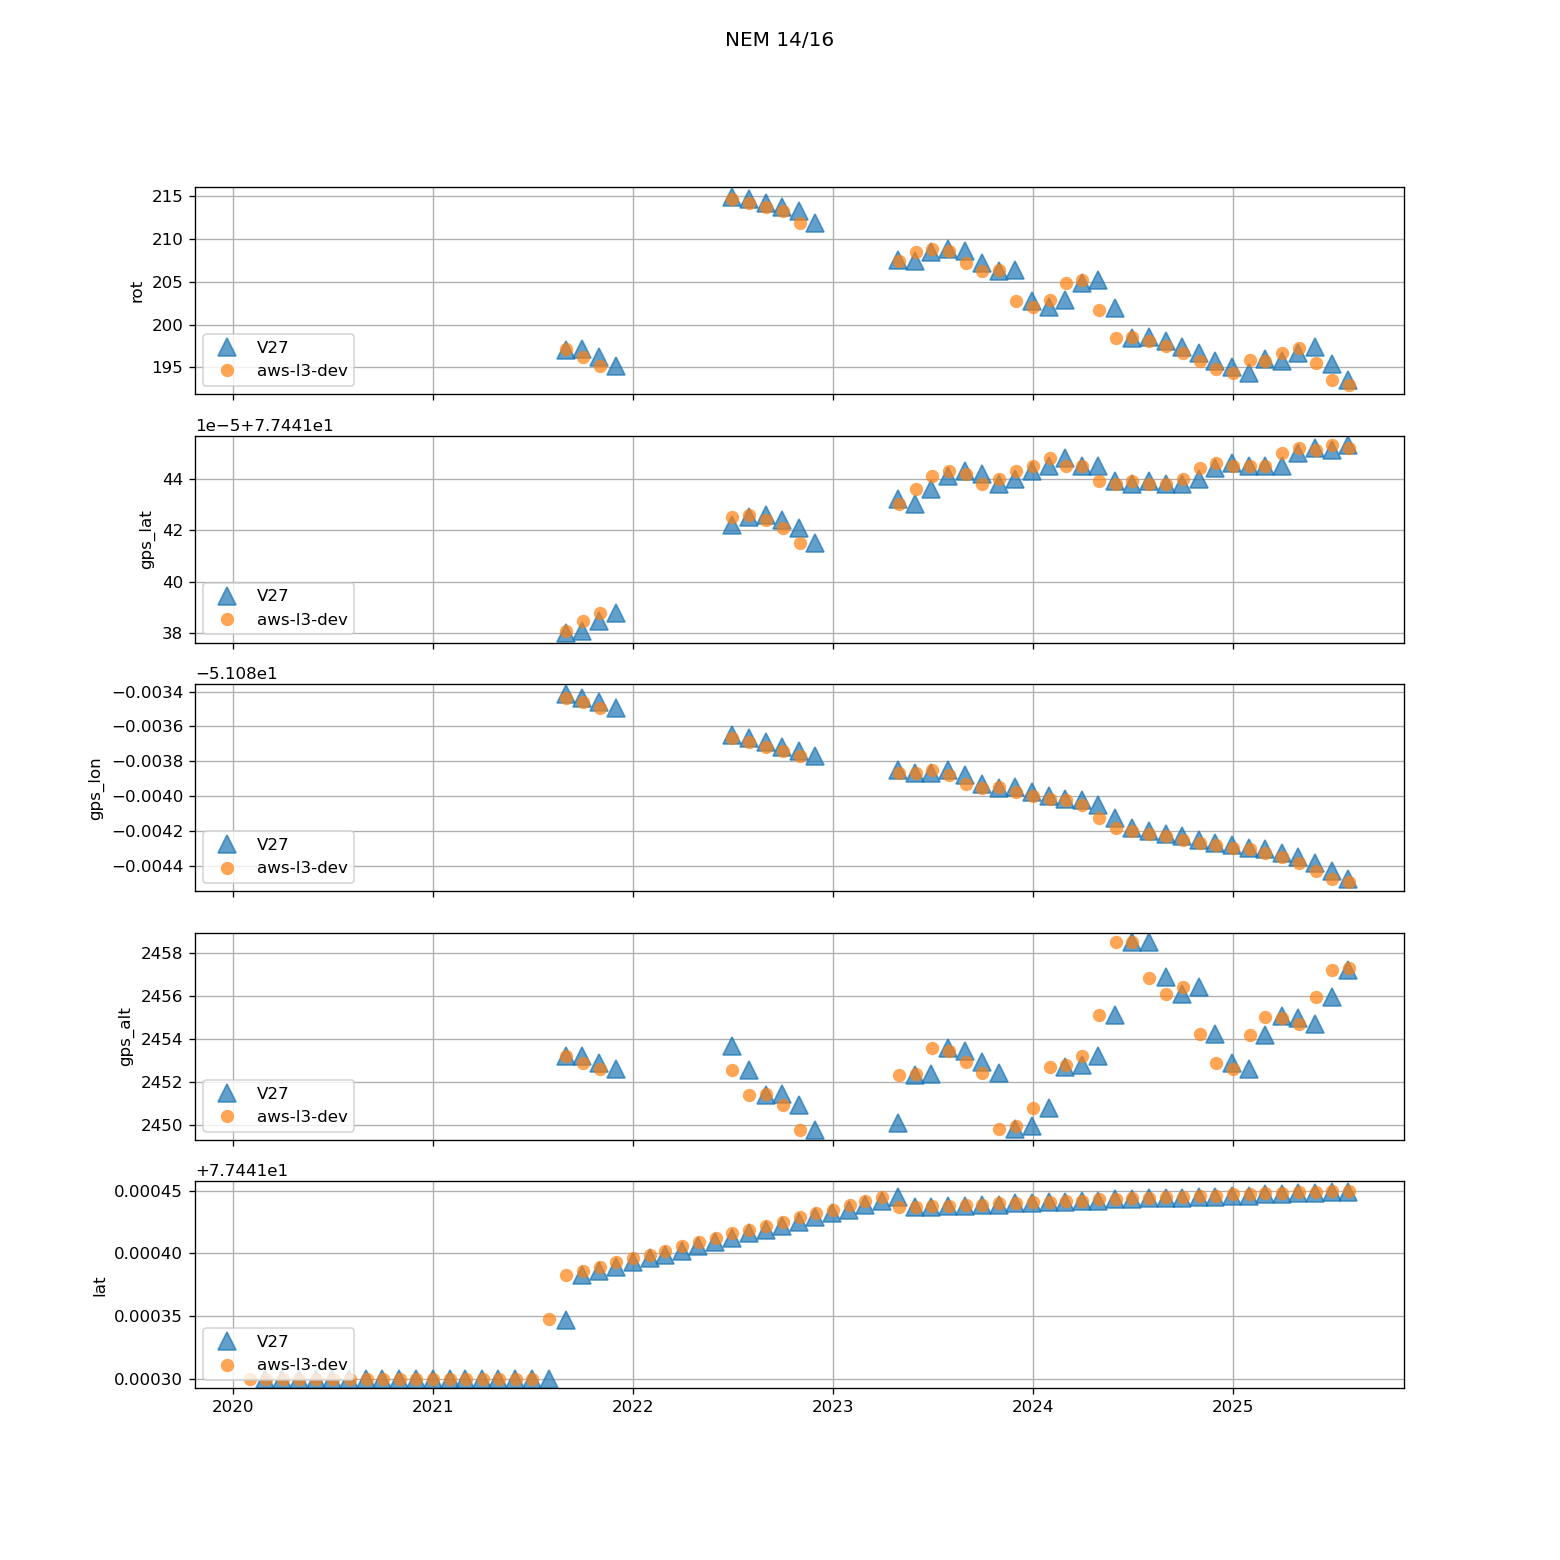 NEM 14/16
215
210
205
200
195
rot
V27
aws-l3-dev
1e−5+7.7441e1
44
42
40
38
gps_lat
V27
aws-l3-dev
−5.108e1
−0.0034
−0.0036
−0.0038
−0.0040
−0.0042
−0.0044
gps_lon
V27
aws-l3-dev
2458
2456
2454
2452
2450
gps_alt
V27
aws-l3-dev
+7.7441e1
0.00045
0.00040
0.00035
0.00030
lat
V27
aws-l3-dev
2020 2021 2022 2023 2024 2025